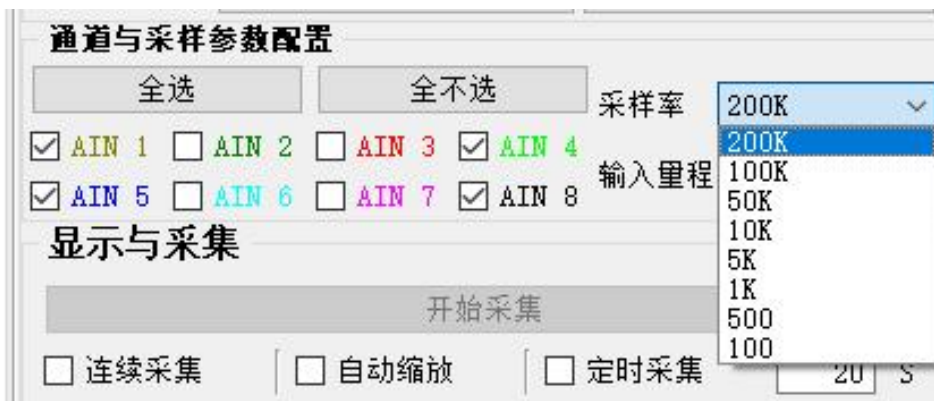 通道与采样参数配置
全选 全不选
采样率 200K
AIN 1 AIN 2 AIN 3 AIN 4
输入量程
AIN 5 AIN 6 AIN 7 AIN 8
200K
100K
50K
10K
5K
1K
500
100
显示与采集
开始采集
连续采集 自动缩放 定时采集 20 S